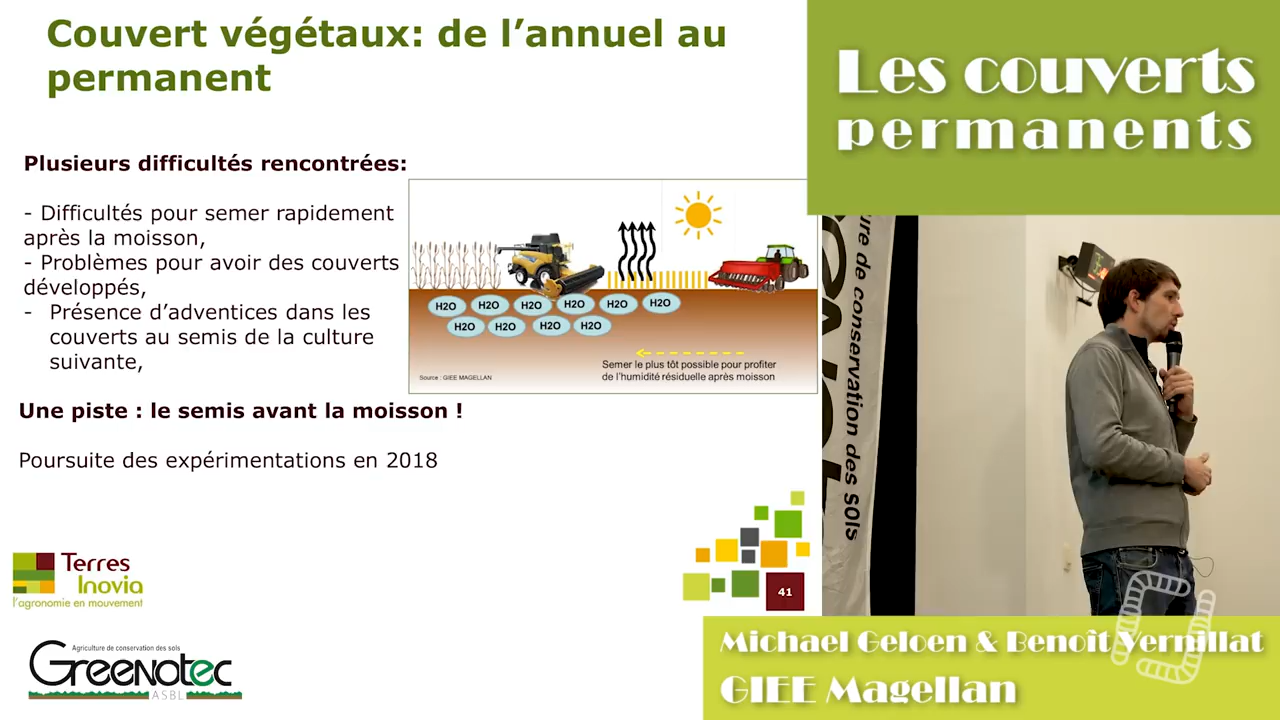 Couvert végétaux: de l’annuel au
permanent
Plusieurs difficultés rencontrées:
- Difficultés pour semer rapidement
après la moisson,
- Problèmes pour avoir des couverts
développés,
- Présence d’adventices dans les
couverts au semis de la culture
suivante,
H2O H2O H2O H2O H2O H2O
H2O H2O H2O H2O
Semer le plus tôt possible pour profiter
de l’humidité résiduelle après moisson
Source : GIEE MAGELLAN
Une piste : le semis avant la moisson !
Poursuite des expérimentations en 2018
Terres
Inovia
l’agronomie en mouvement
41
Agriculture de conservation des sols
Greenotec
ASBL
Les couverts
permanents
ure de conservation des sols
Michael Geloen & Benoît Vernillat
GIEE Magellan